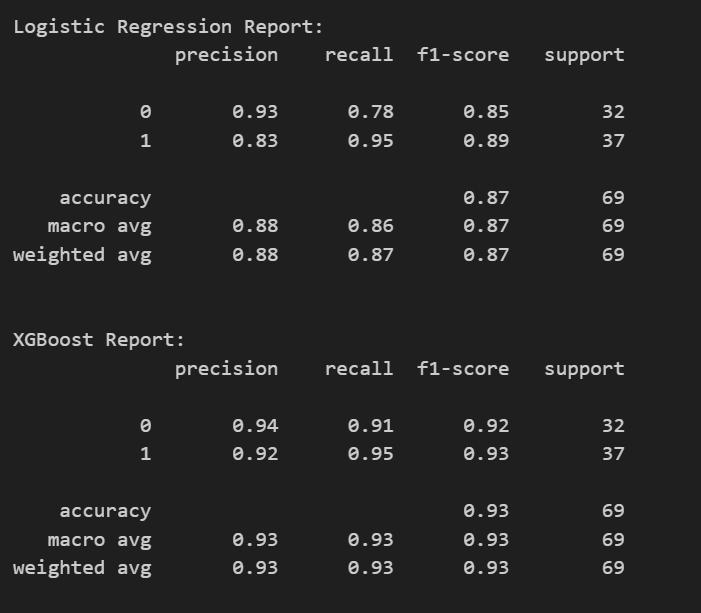 Logistic Regression Report:
precision recall f1-score support
0 0.93 0.78 0.85 32
1 0.83 0.95 0.89 37
accuracy 0.87 69
macro avg 0.88 0.86 0.87 69
weighted avg 0.88 0.87 0.87 69
XGBoost Report:
precision recall f1-score support
0 0.94 0.91 0.92 32
1 0.92 0.95 0.93 37
accuracy 0.93 69
macro avg 0.93 0.93 0.93 69
weighted avg 0.93 0.93 0.93 69